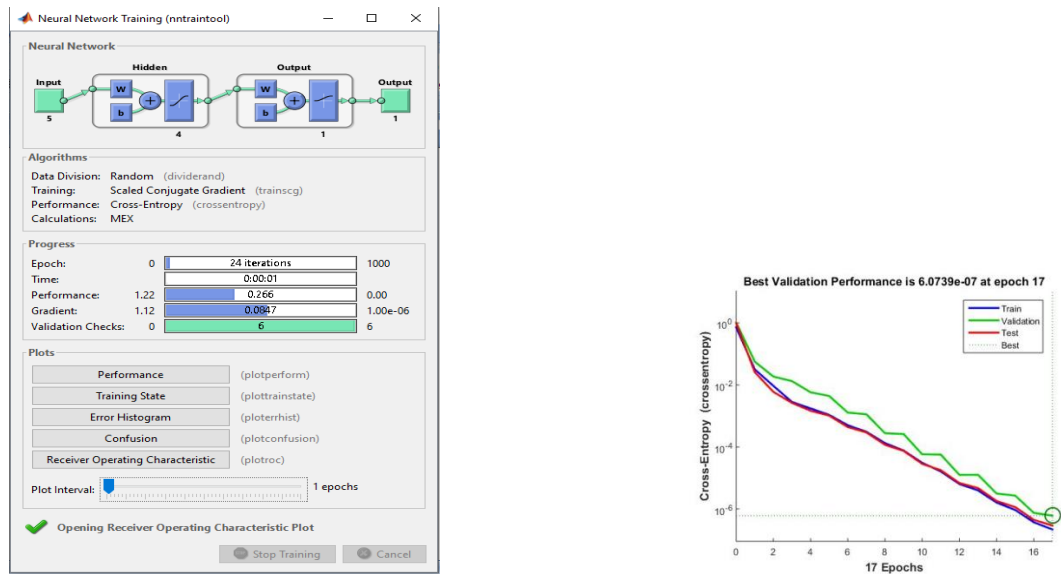 Neural Network Training (nntraintool)
Neural Network
Hidden
Output
Input
W
b
+
W
b
+
Output
5
4
1
1
Algorithms
Data Division: Random (dividerand)
Training: Scaled Conjugate Gradient (trainscg)
Performance: Cross-Entropy (crossentropy)
Calculations: MEX
Progress
Epoch: 0 24 iterations 1000
Time: 0:00:01
Performance: 1.22 0.266 0.00
Gradient: 1.12 0.0847 1.00e-06
Validation Checks: 0 6 6
Plots
Performance (plotperform)
Training State (plottrainstate)
Error Histogram (ploterrhist)
Confusion (plotconfusion)
Receiver Operating Characteristic (plotroc)
Plot Interval: 1 epochs
Opening Receiver Operating Characteristic Plot
Stop Training Cancel
Best Validation Performance is 6.0739e-07 at epoch 17
Train
Validation
Test
Best
Cross-Entropy (crossentropy)
10^0
10^-2
10^-4
10^-6
0 2 4 6 8 10 12 14 16
17 Epochs